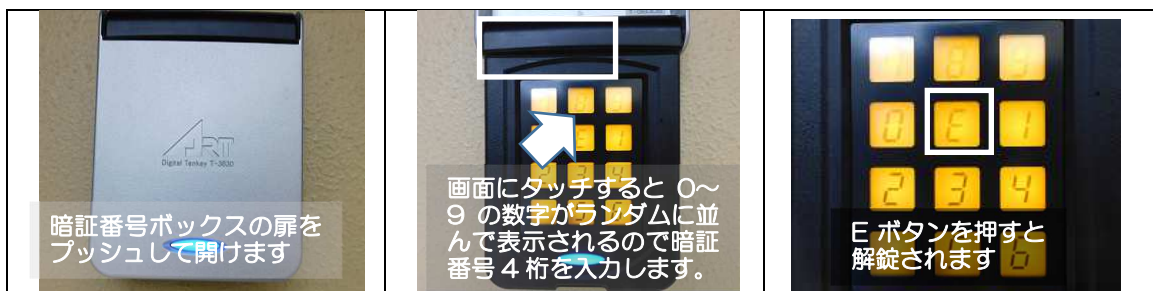 ART
Digital Tenkey T-3830
暗証番号ボックスの扉を
プッシュして開けます
画面にタッチすると 0～
9 の数字がランダムに並
んで表示されるので暗証
番号4桁を入力します。
8 9
0 E 1
2 3 4
6
E ボタンを押すと
解錠されます